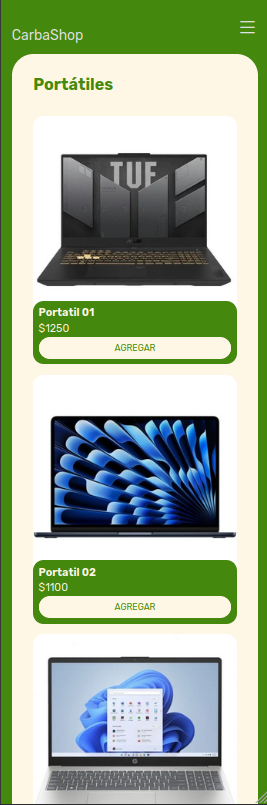 CarbaShop
Portátiles
TUF
Portatil 01
$1250
AGREGAR
Portatil 02
$1100
AGREGAR